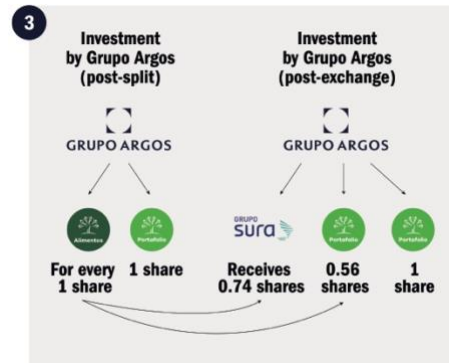 3
Investment
by Grupo Argos
(post-split)
GRUPO ARGOS
Alimentos
Portafolio
For every
1 share
1 share
Investment
by Grupo Argos
(post-exchange)
GRUPO ARGOS
GRUPO
sura
Portafolio
Portafolio
Receives
0.74 shares
0.56
shares
1
share